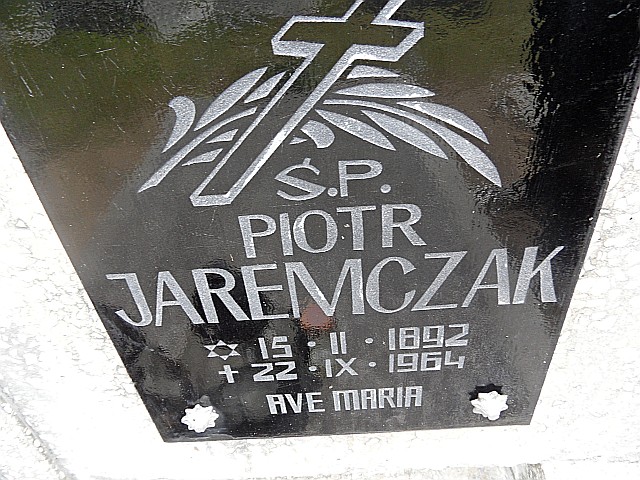 Ś.P.
PIOTR
JAREMCZAK
✡ 15 · II · 1892
+ 22 · IX · 1964
AVE MARIA